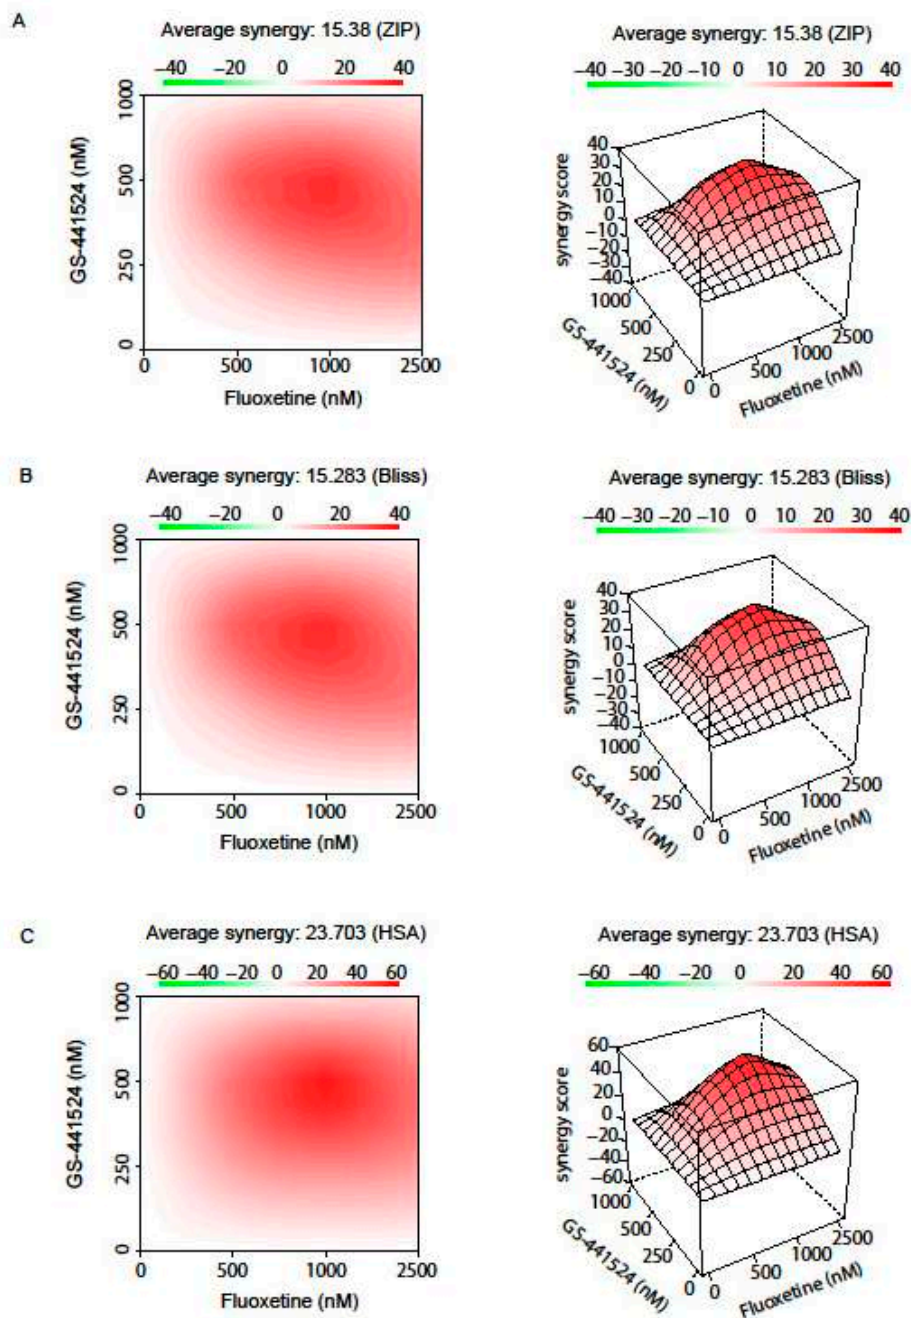 A
Average synergy: 15.38 (ZIP)
−40 −20 0 20 40
1000
500
250
0
GS-441524 (nM)
0 500 1000 2500
Fluoxetine (nM)
Average synergy: 15.38 (ZIP)
−40 −30 −20 −10 0 10 20 30 40
40
30
20
10
0
−10
−20
−30
−40
synergy score
1000
500
250
0
GS-441524 (nM)
0
500
1000
2500
Fluoxetine (nM)
B
Average synergy: 15.283 (Bliss)
−40 −20 0 20 40
1000
500
250
0
GS-441524 (nM)
0 500 1000 2500
Fluoxetine (nM)
Average synergy: 15.283 (Bliss)
−40 −30 −20 −10 0 10 20 30 40
40
30
20
10
0
−10
−20
−30
−40
synergy score
1000
500
250
0
GS-441524 (nM)
0
500
1000
2500
Fluoxetine (nM)
C
Average synergy: 23.703 (HSA)
−60 −40 −20 0 20 40 60
1000
500
250
0
GS-441524 (nM)
0 500 1000 2500
Fluoxetine (nM)
Average synergy: 23.703 (HSA)
−60 −40 −20 0 20 40 60
60
40
20
0
−20
−40
−60
synergy score
1000
500
250
0
GS-441524 (nM)
0
500
1000
2500
Fluoxetine (nM)